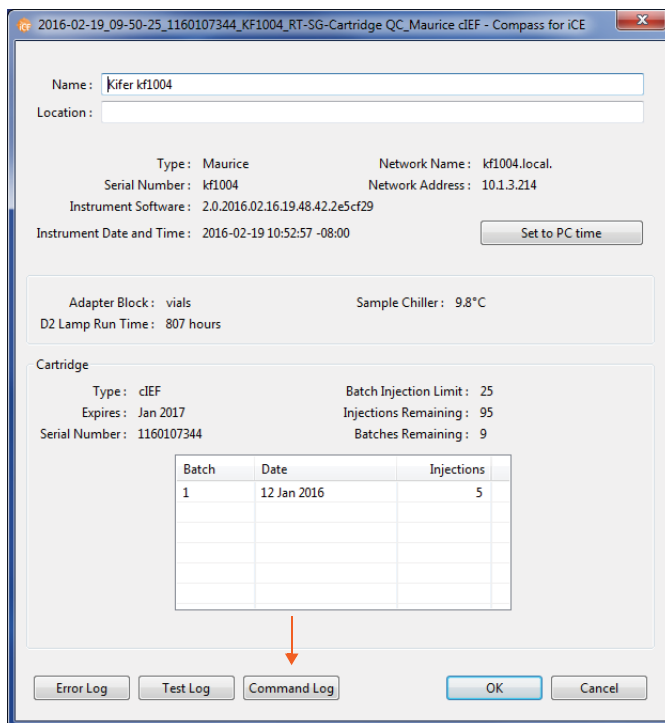 2016-02-19_09-50-25_1160107344_KF1004_RT-SG-Cartridge QC_Maurice cIEF - Compass for iCE
Name : Kifer kf1004
Location :
Type : Maurice Network Name : kf1004.local.
Serial Number : kf1004 Network Address : 10.1.3.214
Instrument Software : 2.0.2016.02.16.19.48.42.2e5cf29
Instrument Date and Time : 2016-02-19 10:52:57 -08:00 Set to PC time
Adapter Block : vials Sample Chiller : 9.8°C
D2 Lamp Run Time : 807 hours
Cartridge
Type : cIEF Batch Injection Limit : 25
Expires : Jan 2017 Injections Remaining : 95
Serial Number : 1160107344 Batches Remaining : 9
Batch Date Injections
1 12 Jan 2016 5
Error Log Test Log Command Log OK Cancel